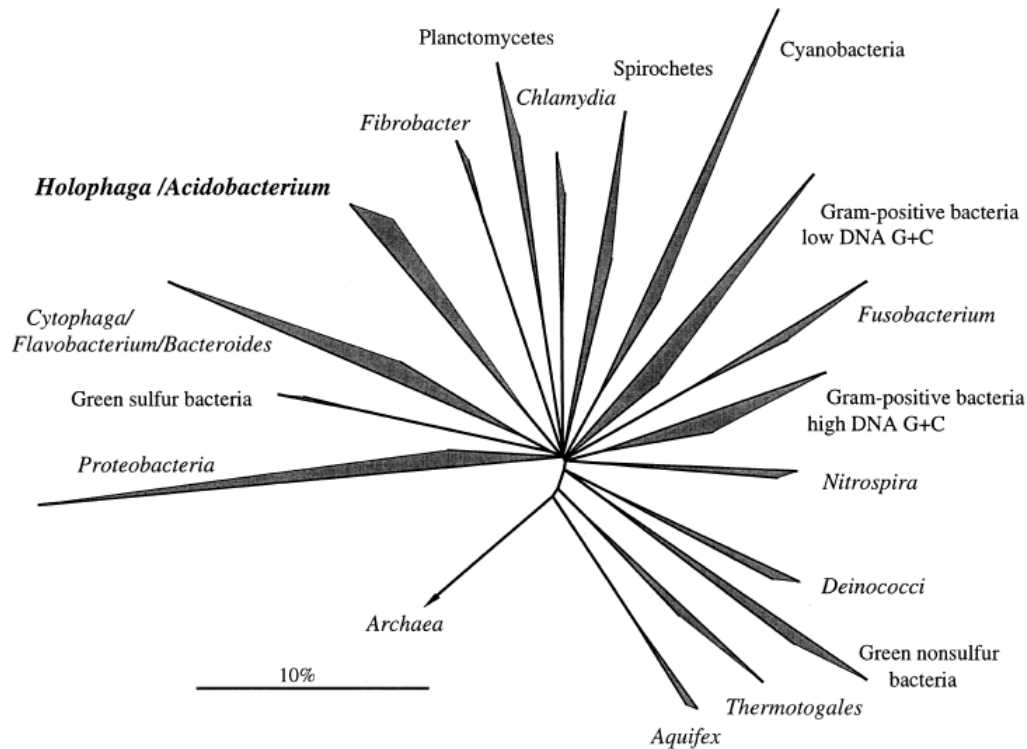 Planctomycetes
Cyanobacteria
Spirochetes
Chlamydia
Fibrobacter
Holophaga /Acidobacterium
Gram-positive bacteria
low DNA G+C
Cytophaga/
Flavobacterium/Bacteroides
Fusobacterium
Green sulfur bacteria
Gram-positive bacteria
high DNA G+C
Proteobacteria
Nitrospira
Deinococci
Archaea
Green nonsulfur
bacteria
10%
Thermotogales
Aquifex